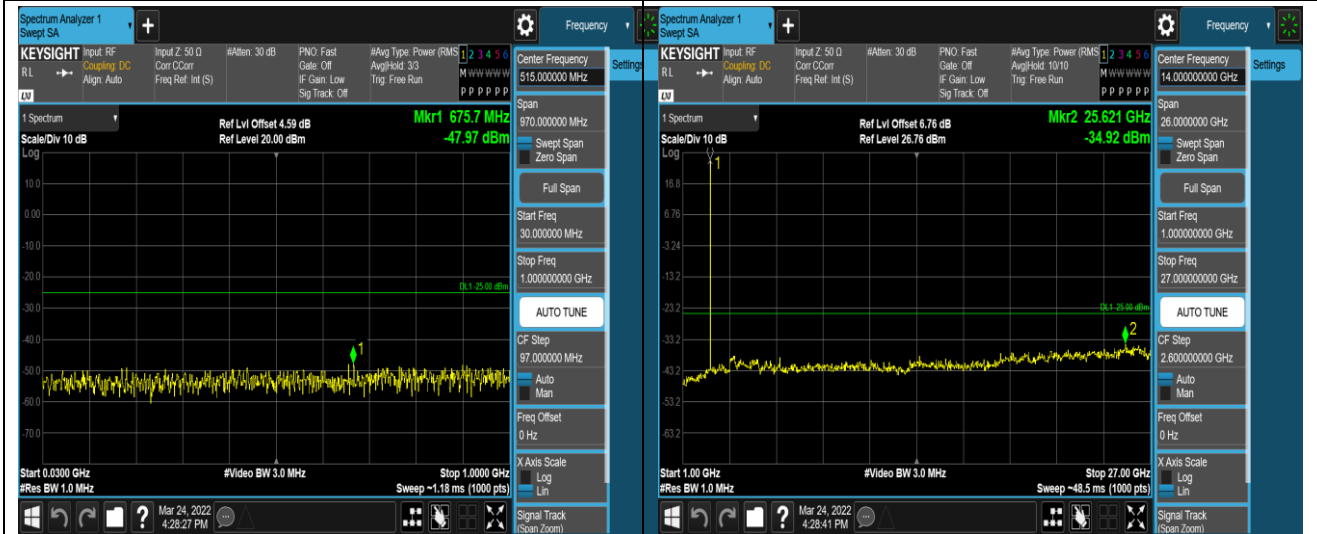 Spectrum Analyzer 1
Swept SA
Frequency
KEYSIGHT
Input: RF
Coupling: DC
Align: Auto
Input Z: 50 Ω
Corr CCorr
Freq Ref: Int (S)
#Atten: 30 dB
PNO: Fast
Gate: Off
IF Gain: Low
Sig Track: Off
#Avg Type: Power (RMS
Avg|Hold: 3/3
Trig: Free Run
1 2 3 4 5 6
M W W W W W
P P P P P P
RL
LXI
Center Frequency
515.000000 MHz
Settings
1 Spectrum
Scale/Div 10 dB
Log
Ref Lvl Offset 4.59 dB
Ref Level 20.00 dBm
Mkr1 675.7 MHz
-47.97 dBm
Span
970.000000 MHz
Swept Span
Zero Span
Full Span
Start Freq
30.000000 MHz
Stop Freq
1.000000000 GHz
AUTO TUNE
CF Step
97.000000 MHz
Auto
Man
Freq Offset
0 Hz
X Axis Scale
Log
Lin
Signal Track
(Span Zoom)
10.0
0.00
-10.0
-20.0
DL1 -25.00 dBm
-30.0
-40.0
1
-50.0
-60.0
-70.0
Start 0.0300 GHz
#Res BW 1.0 MHz
#Video BW 3.0 MHz
Stop 1.0000 GHz
Sweep ~1.18 ms (1000 pts)
Mar 24, 2022
4:28:27 PM
Spectrum Analyzer 1
Swept SA
Frequency
KEYSIGHT
Input: RF
Coupling: DC
Align: Auto
Input Z: 50 Ω
Corr CCorr
Freq Ref: Int (S)
#Atten: 30 dB
PNO: Fast
Gate: Off
IF Gain: Low
Sig Track: Off
#Avg Type: Power (RMS
Avg|Hold: 10/10
Trig: Free Run
1 2 3 4 5 6
M W W W W W
P P P P P P
RL
LXI
Center Frequency
14.000000000 GHz
Settings
1 Spectrum
Scale/Div 10 dB
Log
Ref Lvl Offset 6.76 dB
Ref Level 26.76 dBm
Mkr2 25.621 GHz
-34.92 dBm
Span
26.0000000 GHz
Swept Span
Zero Span
Full Span
Start Freq
1.000000000 GHz
Stop Freq
27.000000000 GHz
AUTO TUNE
CF Step
2.600000000 GHz
Auto
Man
Freq Offset
0 Hz
X Axis Scale
Log
Lin
Signal Track
(Span Zoom)
1
16.8
6.76
-3.24
-13.2
-23.2
DL1 -25.00 dBm
2
-33.2
-43.2
-53.2
-63.2
Start 1.00 GHz
#Res BW 1.0 MHz
#Video BW 3.0 MHz
Stop 27.00 GHz
Sweep ~48.5 ms (1000 pts)
Mar 24, 2022
4:28:41 PM